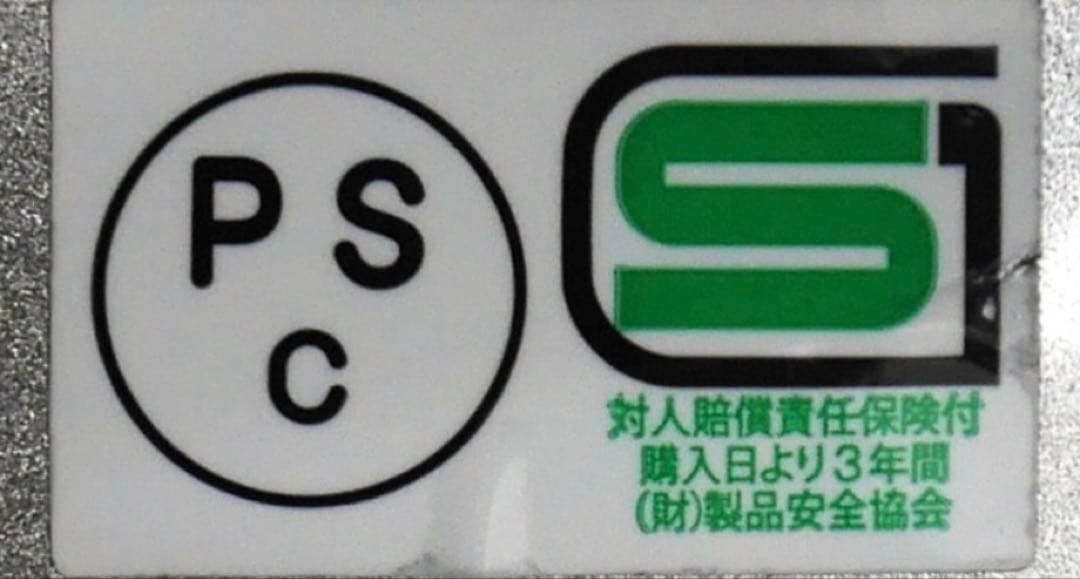 PS
C
SG
対人賠償責任保険付
購入日より3年間
(財)製品安全協会